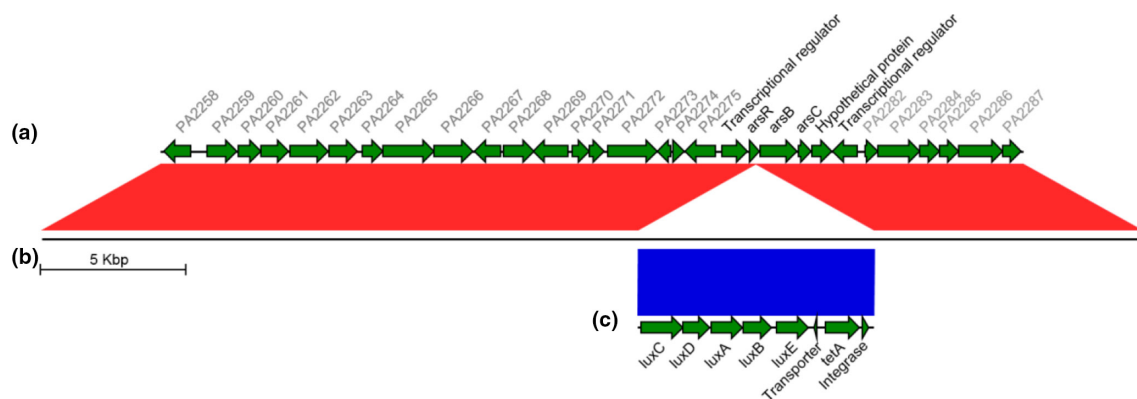 (a)
PA2258
PA2259
PA2260
PA2261
PA2262
PA2263
PA2264
PA2265
PA2266
PA2267
PA2268
PA2269
PA2270
PA2271
PA2272
PA2273
PA2274
PA2275
Transcriptional regulator
arsR
arsB
arsC
Hypothetical protein
Transcriptional regulator
PA2282
PA2283
PA2284
PA2285
PA2286
PA2287
(b)
5 Kbp
(c)
luxC
luxD
luxA
luxB
luxE
Transporter
tetA
Integrase